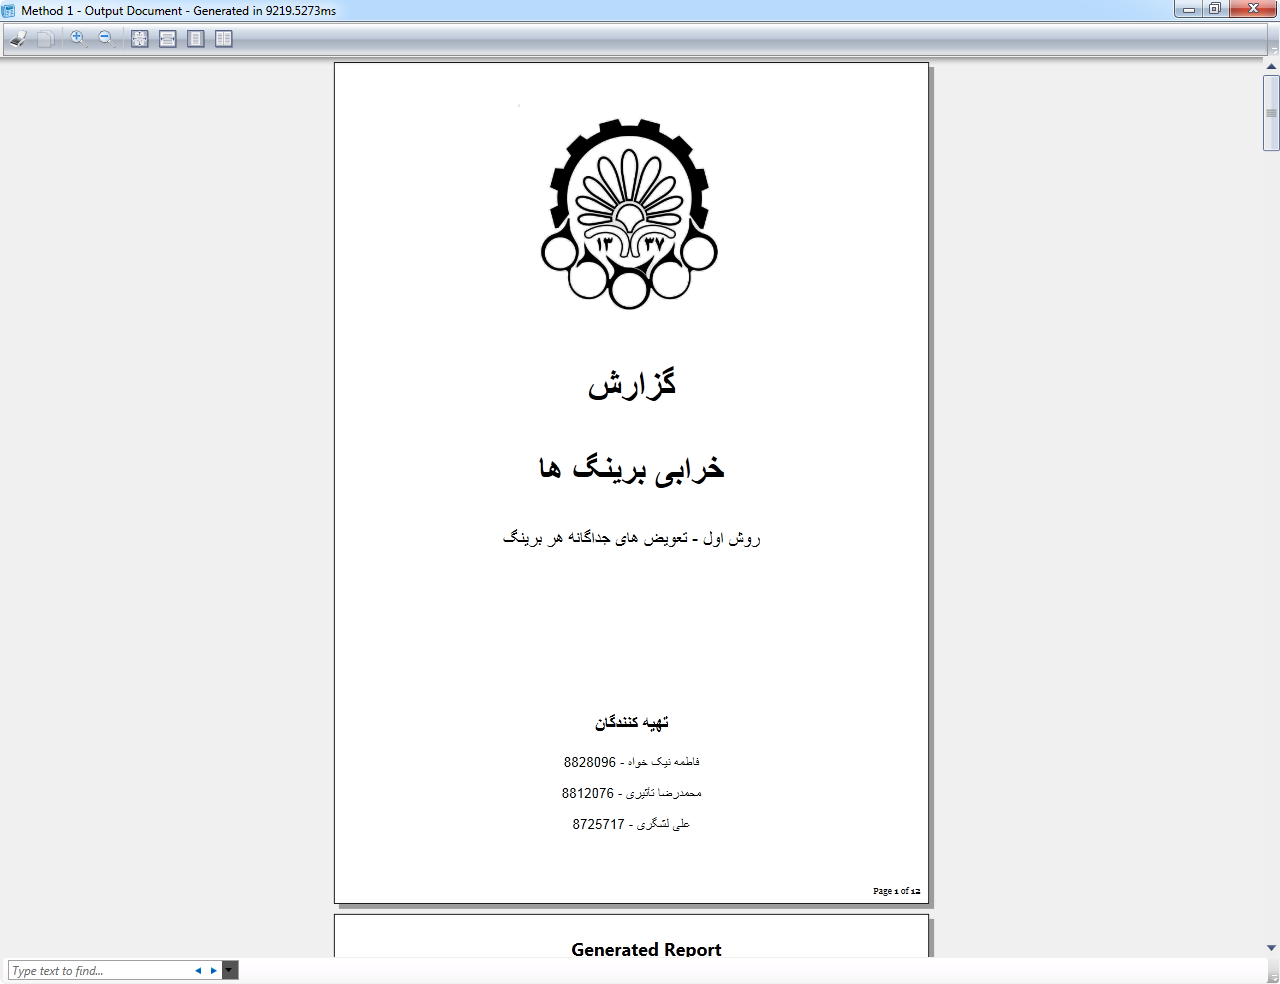 Method 1 - Output Document - Generated in 9219.5273ms
۱۳ ۳۷
گزارش
خرابی برینگ ها
روش اول - تعویض های جداگانه هر برینگ
تهیه کنندگان
فاطمه نیک خواه - 8828096
محمدرضا تأثیری - 8812076
علی لشگری - 8725717
Page 1 of 12
Generated Report
Type text to find...